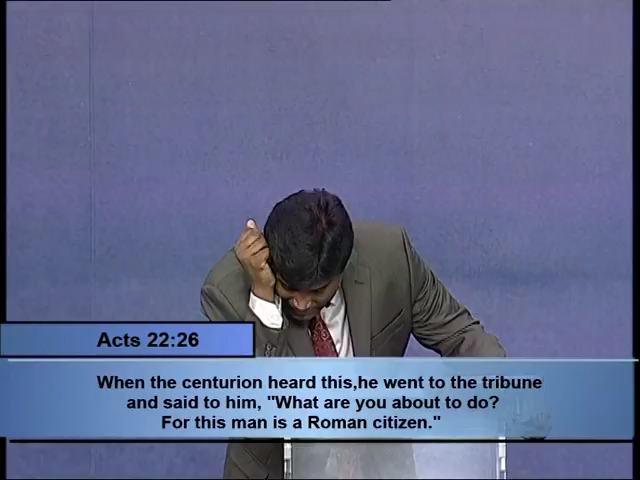 Acts 22:26
When the centurion heard this,he went to the tribune
and said to him, "What are you about to do?
For this man is a Roman citizen."